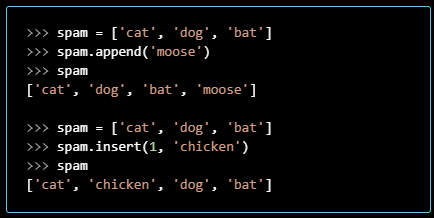 >>> spam = ['cat', 'dog', 'bat']
>>> spam.append('moose')
>>> spam
['cat', 'dog', 'bat', 'moose']
>>> spam = ['cat', 'dog', 'bat']
>>> spam.insert(1, 'chicken')
>>> spam
['cat', 'chicken', 'dog', 'bat']